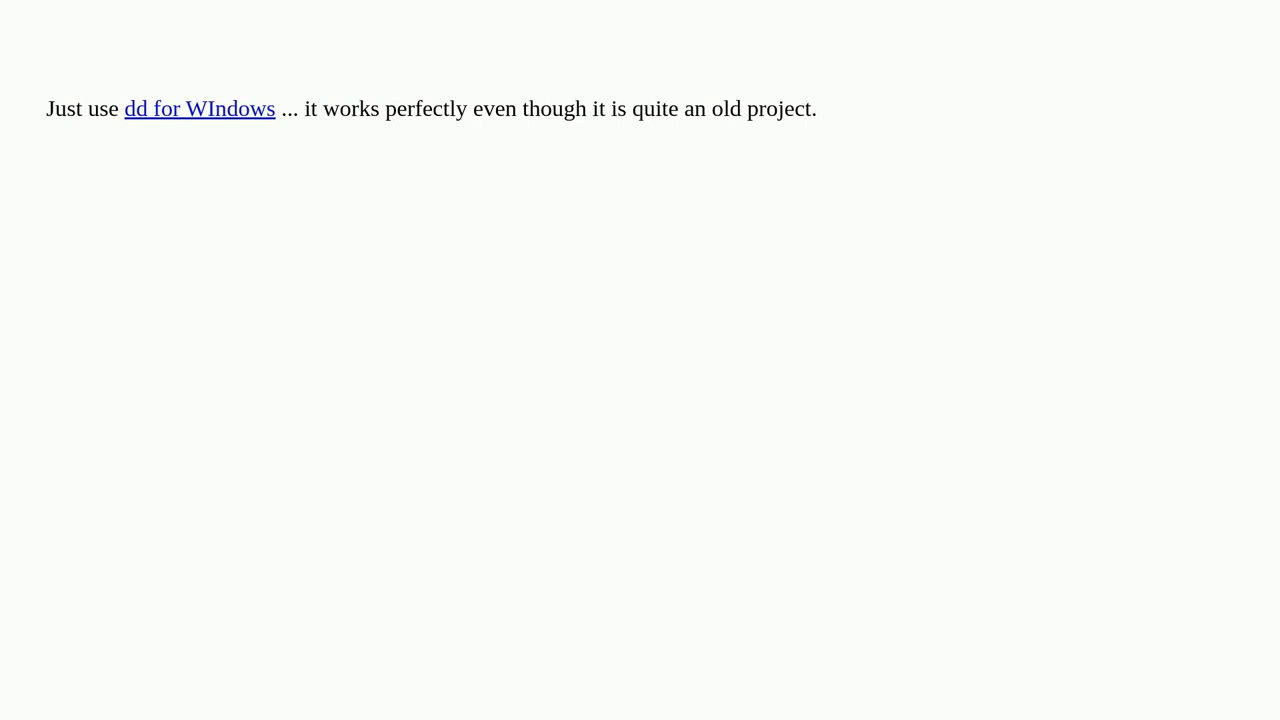 Just use dd for WIndows ... it works perfectly even though it is quite an old project.